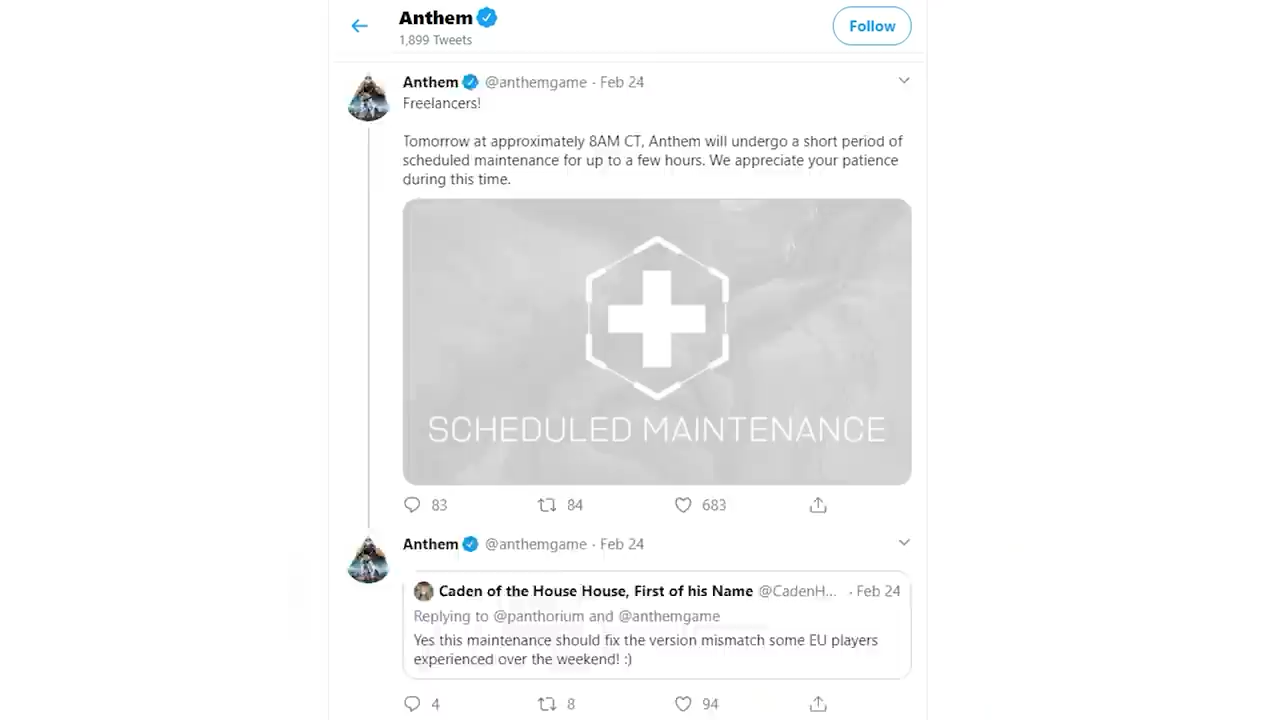 Anthem
1,899 Tweets
Follow
Anthem @anthemgame · Feb 24
Freelancers!
Tomorrow at approximately 8AM CT, Anthem will undergo a short period of
scheduled maintenance for up to a few hours. We appreciate your patience
during this time.
SCHEDULED MAINTENANCE
83 84 683
Anthem @anthemgame · Feb 24
Caden of the House House, First of his Name @CadenH... · Feb 24
Replying to @panthorium and @anthemgame
Yes this maintenance should fix the version mismatch some EU players
experienced over the weekend! :)
4 8 94